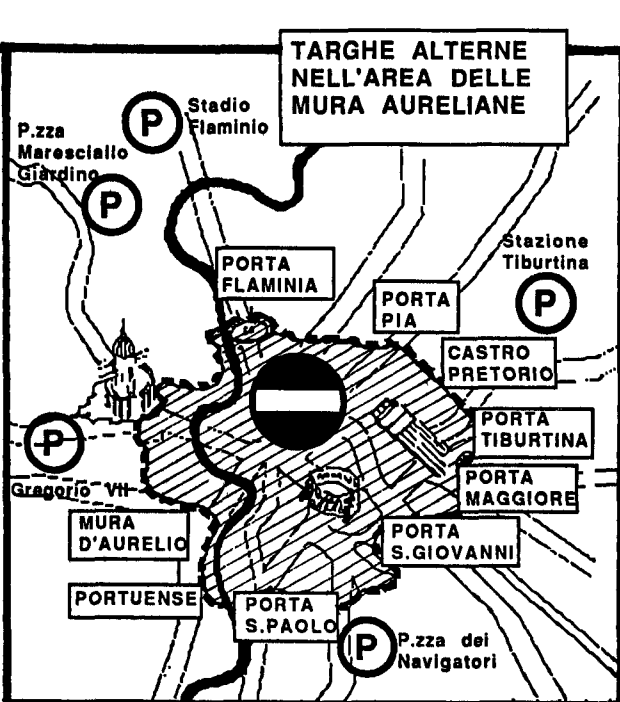 TARGHE ALTERNE
NELL'AREA DELLE
MURA AURELIANE
Stadio
Flaminio
P
P.zza
Maresciallo
Giardino
P
Stazione
Tiburtina
P
PORTA
FLAMINIA
PORTA
PIA
CASTRO
PRETORIO
PORTA
TIBURTINA
P
Gregorio VII
PORTA
MAGGIORE
MURA
D'AURELIO
PORTA
S.GIOVANNI
PORTUENSE
PORTA
S.PAOLO
P
P.zza dei
Navigatori